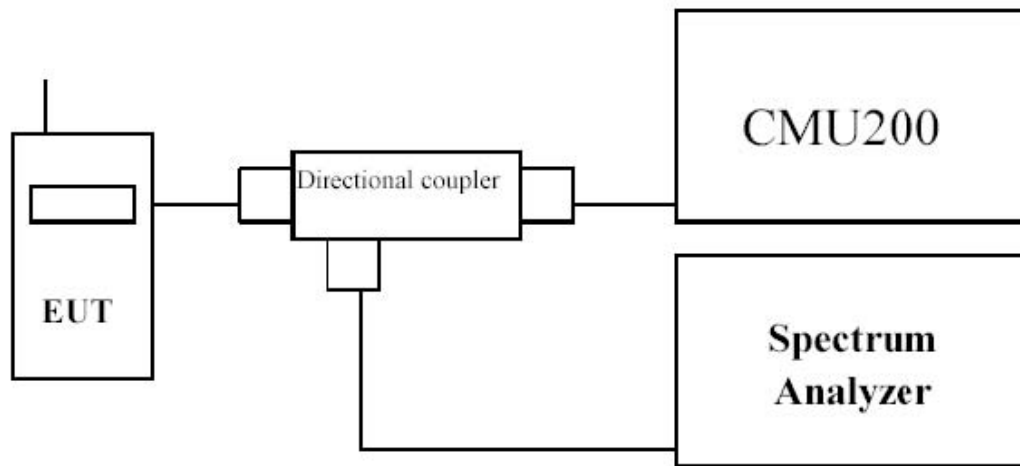 CMU200
Directional coupler
EUT
Spectrum
Analyzer